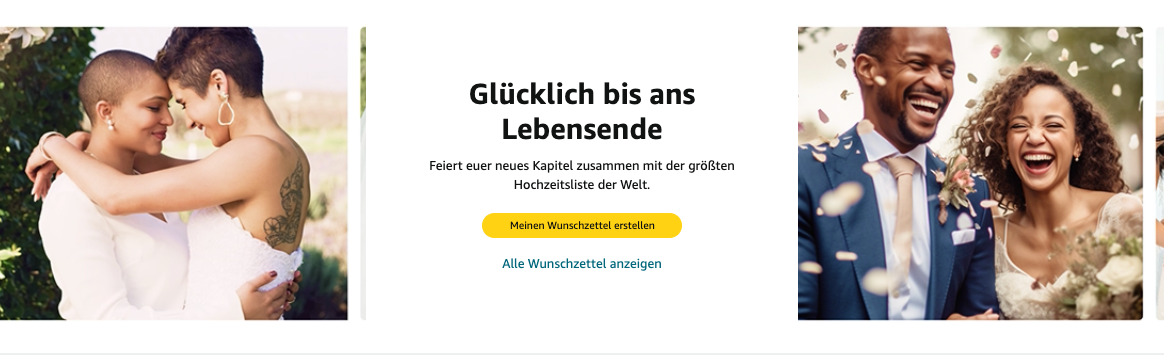 Glücklich bis ans
Lebensende
Feiert euer neues Kapitel zusammen mit der größten
Hochzeitsliste der Welt.
Meinen Wunschzettel erstellen
Alle Wunschzettel anzeigen